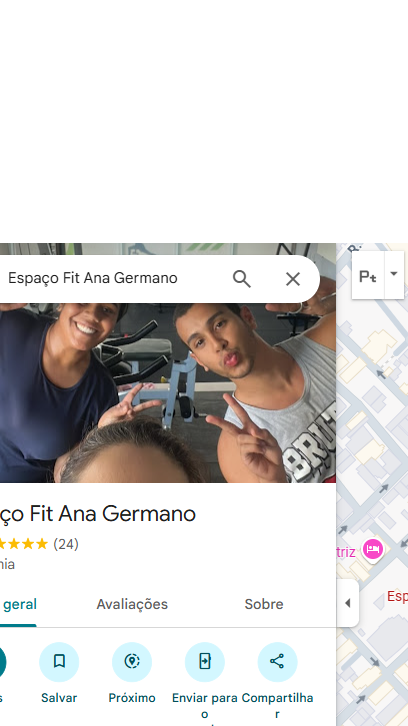 Espaço Fit Ana Germano
Pt
BRU
ço Fit Ana Germano
(24)
nia
geral
Avaliações
Sobre
triz
Esp
s
Salvar
Próximo
Enviar para o
Compartilhar